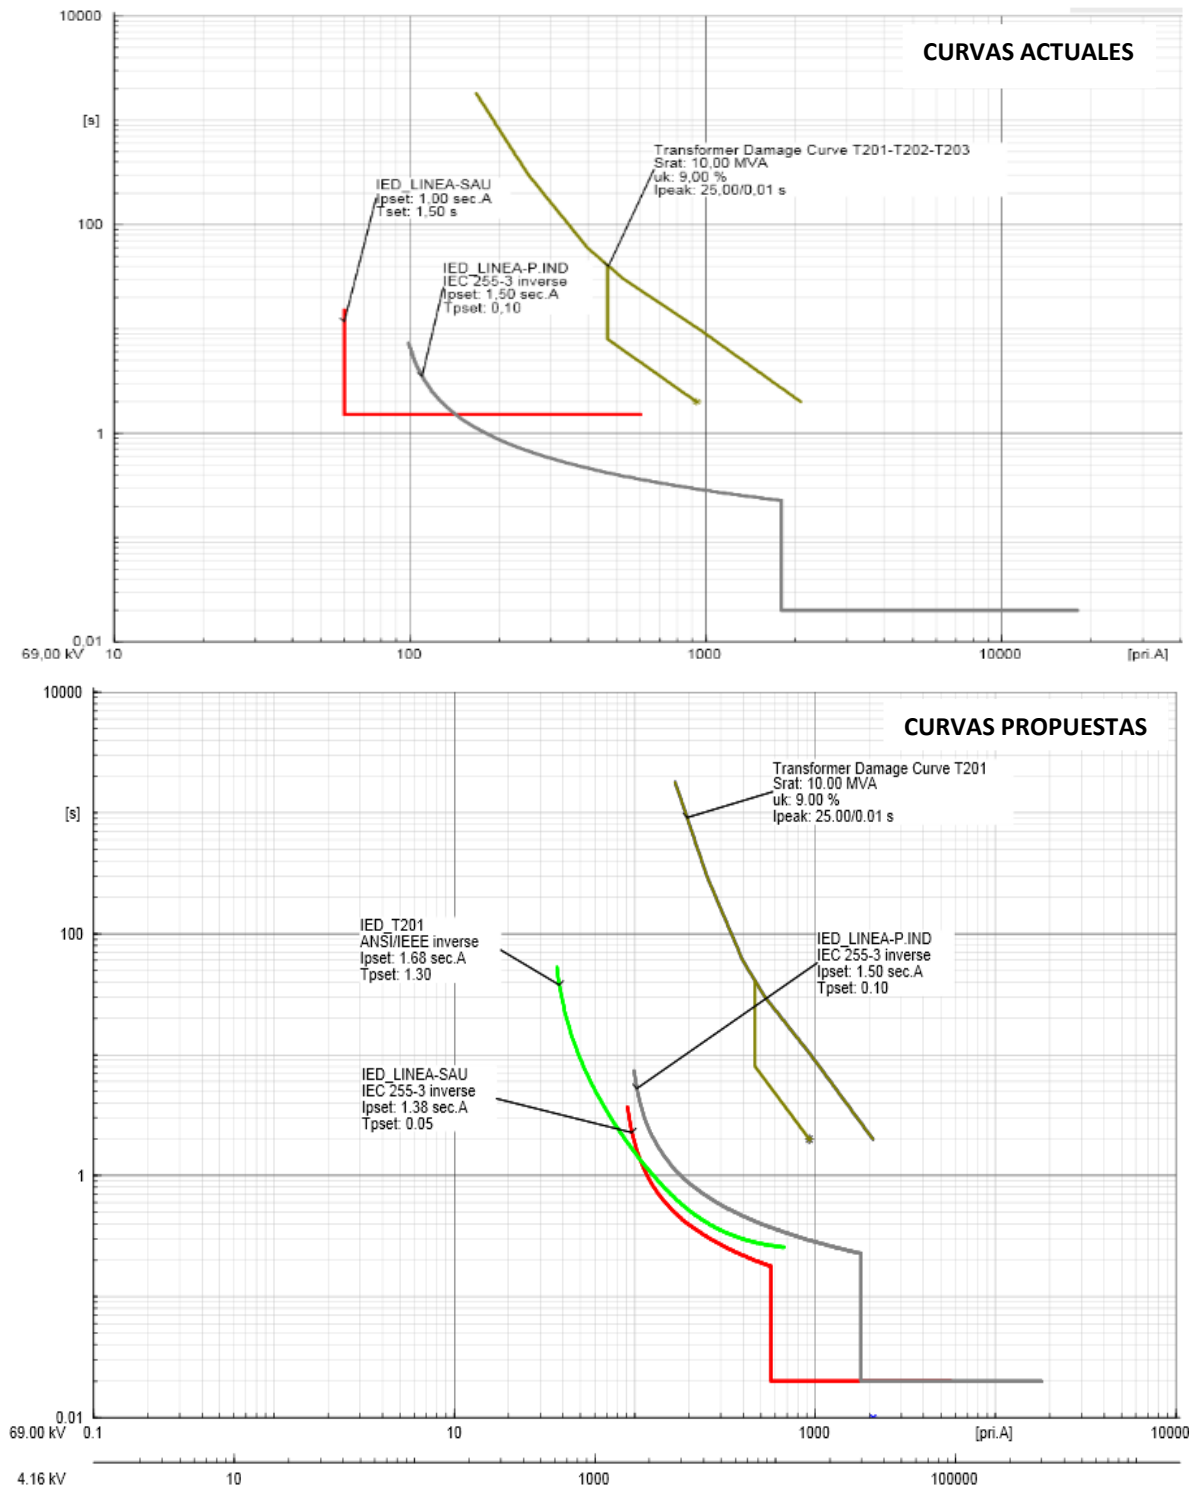 10000
CURVAS ACTUALES
[s]
Transformer Damage Curve T201-T202-T203
Srat: 10,00 MVA
uk: 9,00 %
Ipeak: 25,00/0,01 s
IED_LINEA-SAU
Ipset: 1,00 sec.A
Tset: 1,50 s
100
IED_LINEA-P.IND
IEC 255-3 inverse
Ipset: 1,50 sec.A
Tpset: 0,10
1
0,01
69,00 kV 10 100 1000 10000 [pri.A]
10000
CURVAS PROPUESTAS
Transformer Damage Curve T201
Srat: 10.00 MVA
uk: 9.00 %
Ipeak: 25.00/0.01 s
[s]
IED_T201
ANSI/IEEE inverse
Ipset: 1.68 sec.A
Tpset: 1.30
100
IED_LINEA-P.IND
IEC 255-3 inverse
Ipset: 1.50 sec.A
Tpset: 0.10
IED_LINEA-SAU
IEC 255-3 inverse
Ipset: 1.38 sec.A
Tpset: 0.05
1
0.01
69.00 kV 0.1 10 1000 [pri.A] 10000
4.16 kV 10 1000 100000